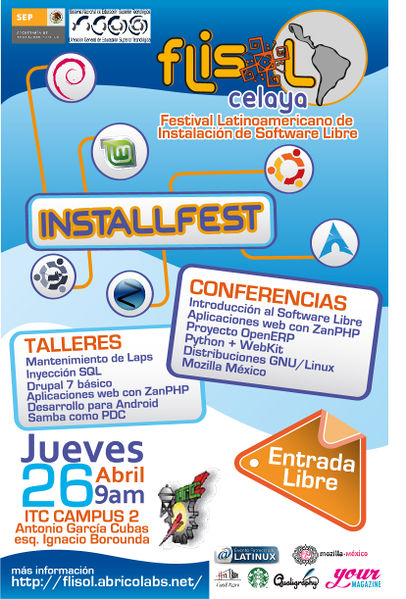 SEP
flisol
celaya
Festival Latinoamericano de
Instalación de Software Libre
INSTALLFEST
CONFERENCIAS
Introducción al Software Libre
Aplicaciones web con ZanPHP
Proyecto OpenERP
Python + WebKit
Distribuciones GNU/Linux
Mozilla México
TALLERES
Mantenimiento de Laps
Inyección SQL
Drupal 7 básico
Aplicaciones web con ZanPHP
Desarrollo para Android
Samba como PDC
Jueves
26 Abril
9am
ITC CAMPUS 2
Antonio García Cubas
esq. Ignacio Borounda
Entrada
Libre
LATINUX
mozilla-méxico
your
MAGAZINE
más información
http://flisol.abricolabs.net/